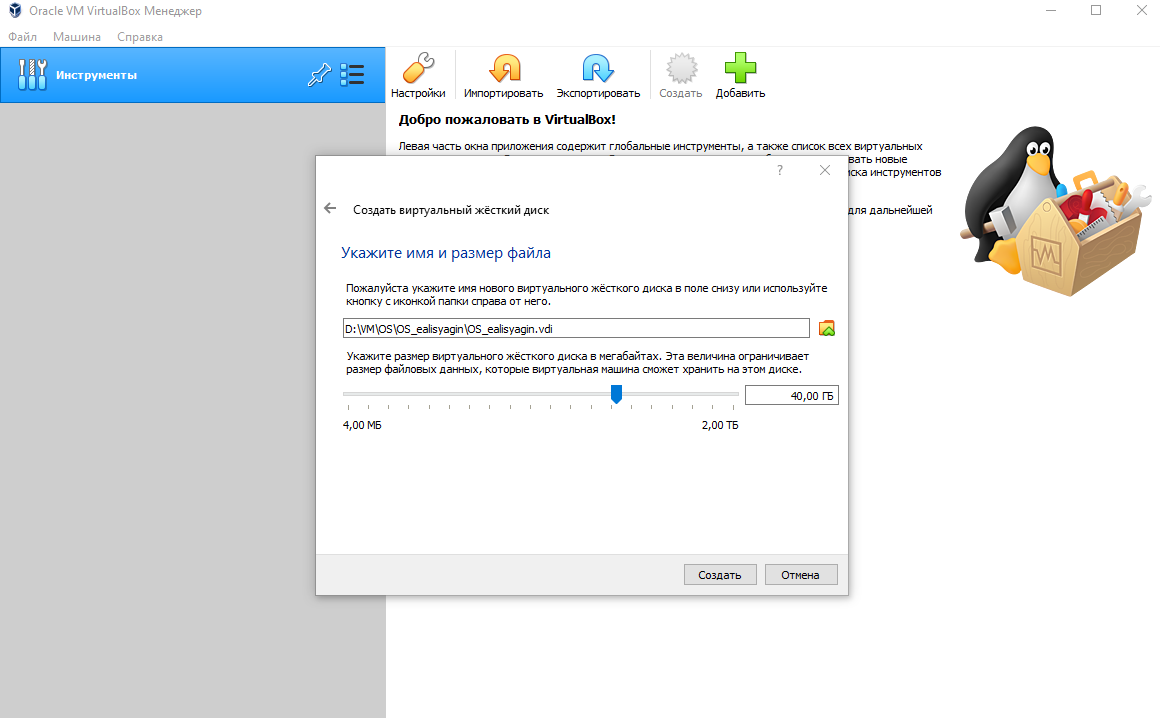 Oracle VM VirtualBox Менеджер
Файл Машина Справка
Инструменты
Настройки Импортировать Экспортировать Создать Добавить
Добро пожаловать в VirtualBox!
Левая часть окна приложения содержит глобальные инструменты, а также список всех виртуальных
вать новые
иска инструментов
для дальнейшей
?
Создать виртуальный жёсткий диск
Укажите имя и размер файла
Пожалуйста укажите имя нового виртуального жёсткого диска в поле снизу или используйте
кнопку с иконкой папки справа от него.
D:\VM\OS\OS_ealisyagin\OS_ealisyagin.vdi
Укажите размер виртуального жёсткого диска в мегабайтах. Эта величина ограничивает
размер файловых данных, которые виртуальная машина сможет хранить на этом диске.
40,00 ГБ
4,00 МБ 2,00 ТБ
Создать Отмена